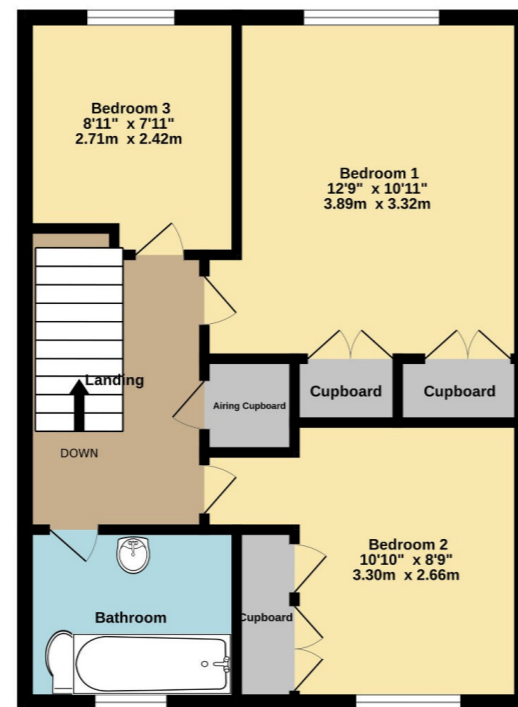 Bedroom 3
8'11" x 7'11"
2.71m x 2.42m
Bedroom 1
12'9" x 10'11"
3.89m x 3.32m
Landing
Airing Cupboard
Cupboard
Cupboard
DOWN
Bedroom 2
10'10" x 8'9"
3.30m x 2.66m
Bathroom
Cupboard